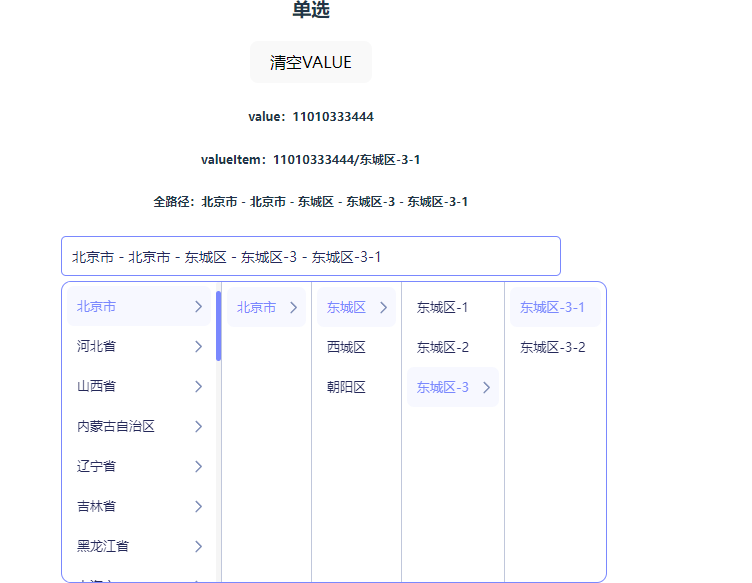 单选
清空VALUE
value：11010333444
valueItem：11010333444/东城区-3-1
全路径：北京市 - 北京市 - 东城区 - 东城区-3 - 东城区-3-1
北京市 - 北京市 - 东城区 - 东城区-3 - 东城区-3-1
北京市
河北省
山西省
内蒙古自治区
辽宁省
吉林省
黑龙江省
北京市
东城区
西城区
朝阳区
东城区-1
东城区-2
东城区-3
东城区-3-1
东城区-3-2